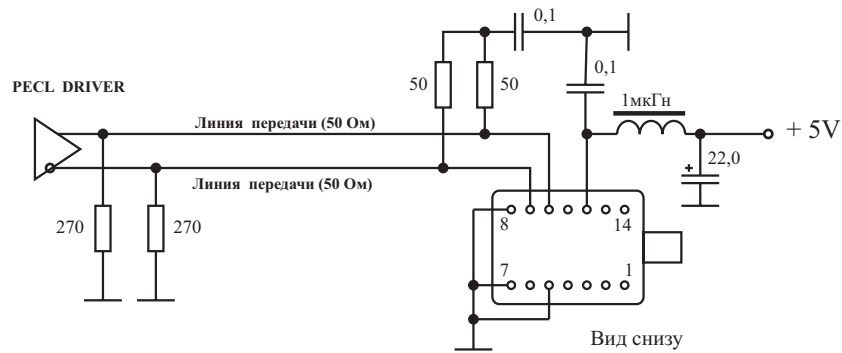 0,1
50
50
0,1
PECL DRIVER
1мкГн
Линия передачи (50 Ом)
+ 5V
22,0
+
Линия передачи (50 Ом)
270
270
8
14
7
1
Вид снизу